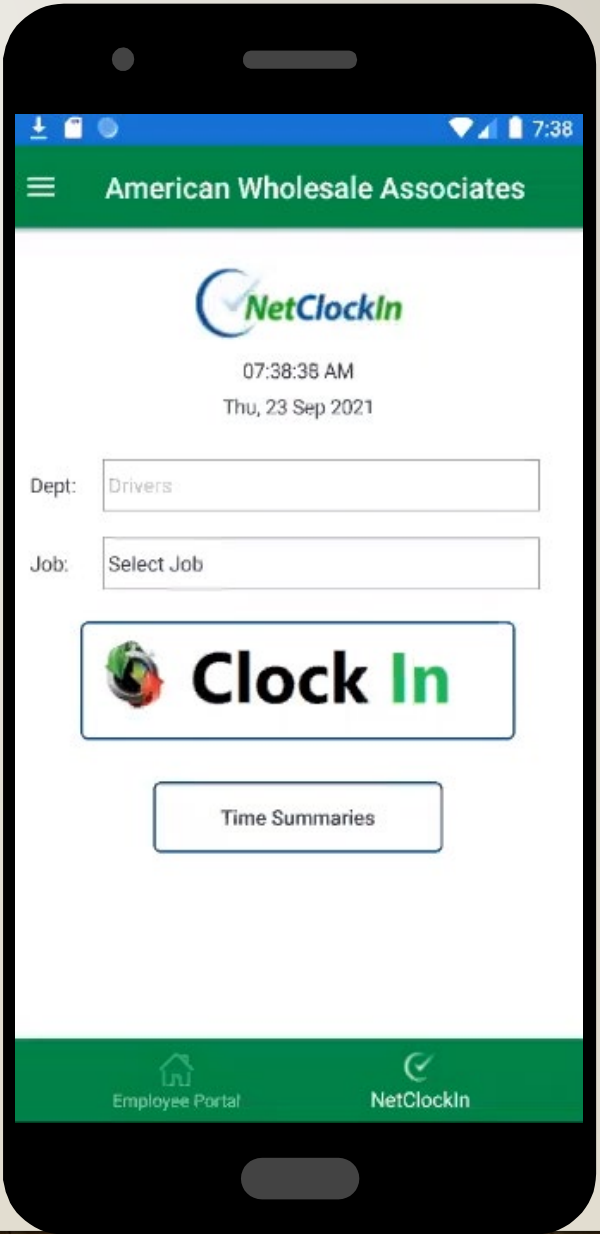 7:38
American Wholesale Associates
NetClockIn
07:38:38 AM
Thu, 23 Sep 2021
Dept: Drivers
Job: Select Job
Clock In
Time Summaries
Employee Portal NetClockIn